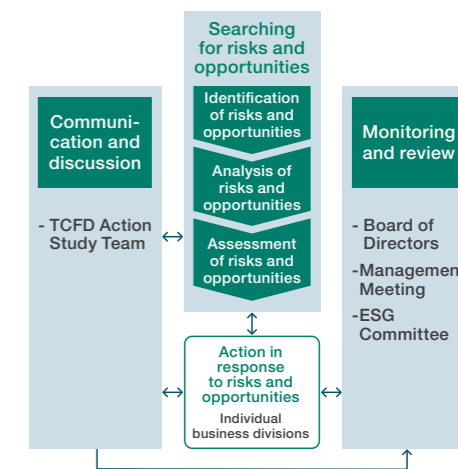 Searching
for risks and
opportunities
Identification
of risks and
opportunities
Analysis of
risks and
opportunities
Assessment
of risks and
opportunities
Communi-
cation and
discussion
- TCFD Action
Study Team
Monitoring
and review
- Board of
Directors
-Managemen
Meeting
-ESG
Committee
Action in
response
to risks and
opportunities
Individual
business divisions